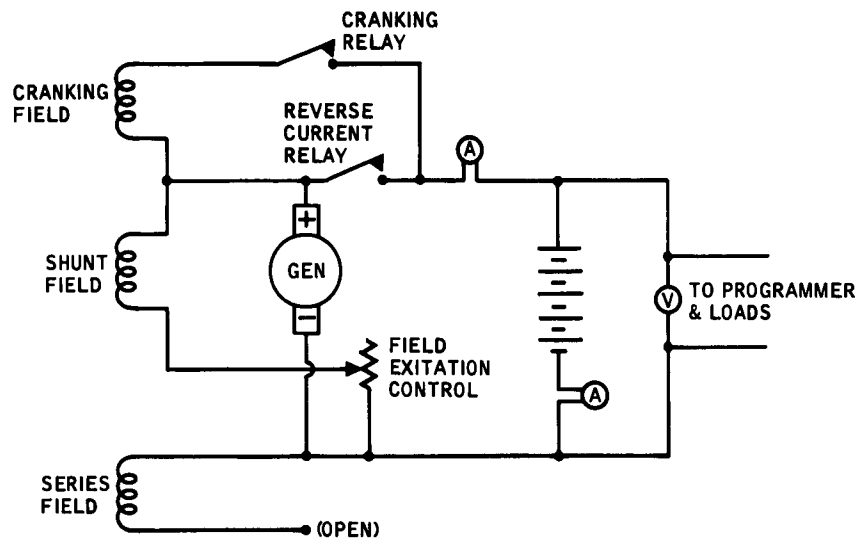 CRANKING
RELAY
CRANKING
FIELD
REVERSE
CURRENT
RELAY
A
+
GEN
−
SHUNT
FIELD
V
TO PROGRAMMER
& LOADS
FIELD
EXITATION
CONTROL
A
SERIES
FIELD
(OPEN)